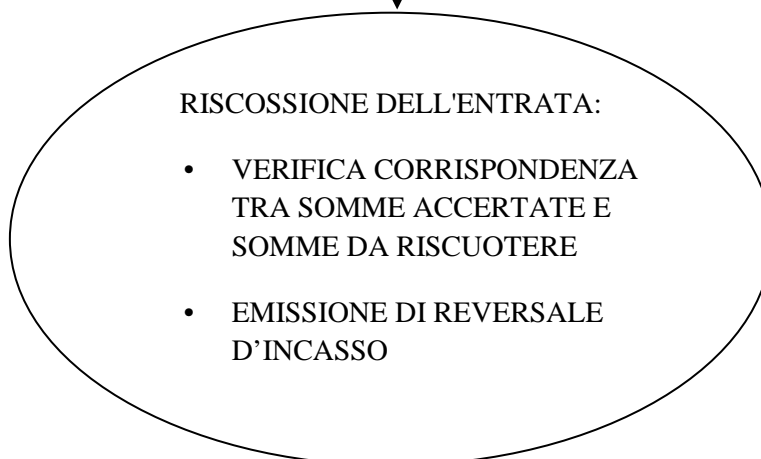 RISCOSSIONE DELL'ENTRATA:
• VERIFICA CORRISPONDENZA
TRA SOMME ACCERTATE E
SOMME DA RISCUOTERE
• EMISSIONE DI REVERSALE
D’INCASSO